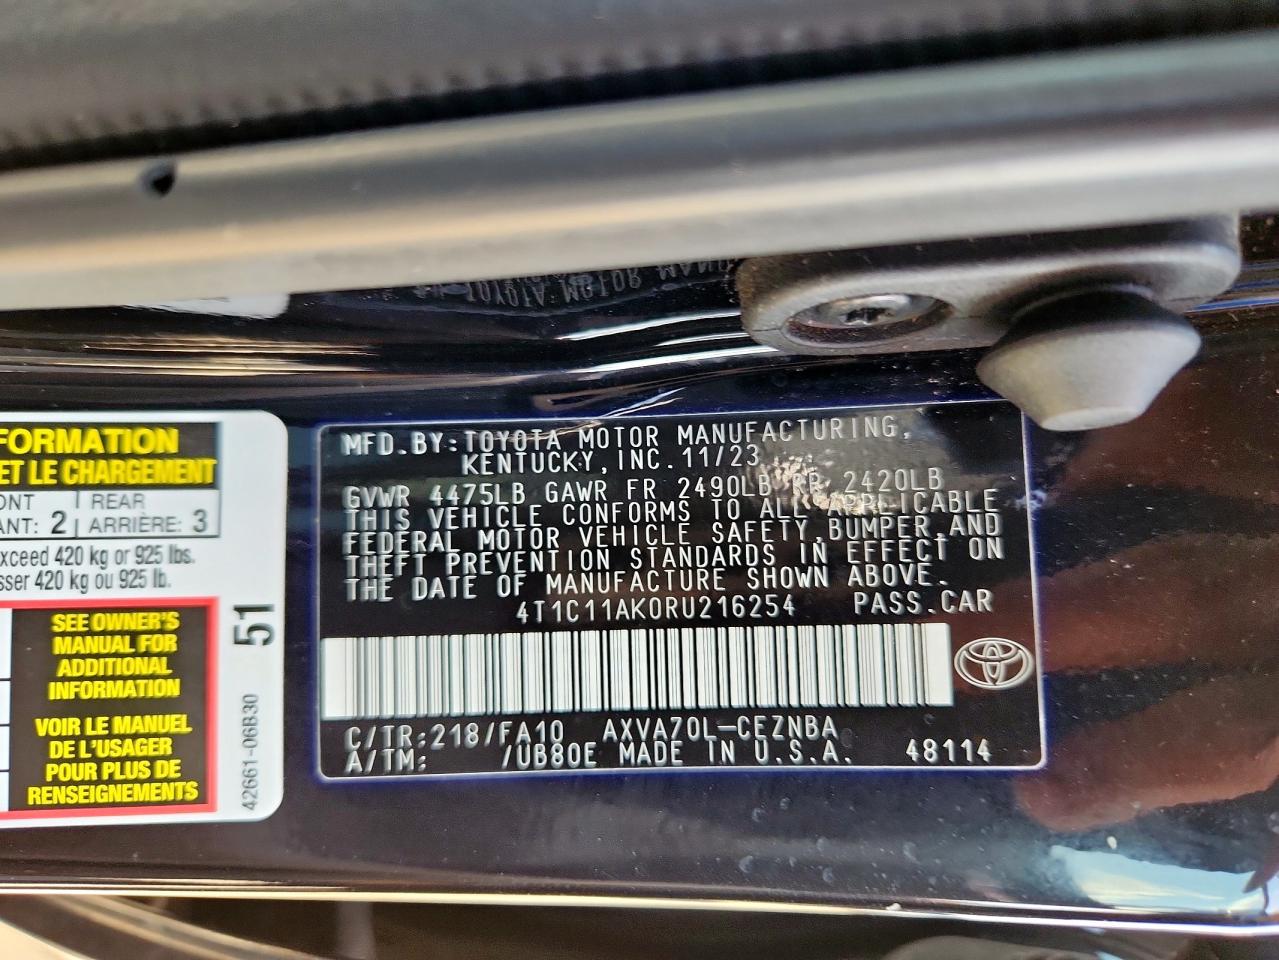 FORMATION
ET LE CHARGEMENT
ONT | REAR
ANT: 2 | ARRIÈRE: 3
xceed 420 kg or 925 lbs.
sser 420 kg ou 925 lb.
SEE OWNER'S
MANUAL FOR
ADDITIONAL
INFORMATION
VOIR LE MANUEL
DE L'USAGER
POUR PLUS DE
RENSEIGNEMENTS
51
42661-06B30
MFD.BY:TOYOTA MOTOR MANUFACTURING,
KENTUCKY,INC.11/23
GVWR 4475LB GAWR FR 2490LB RR 2420LB
THIS VEHICLE CONFORMS TO ALL APPLICABLE
FEDERAL MOTOR VEHICLE SAFETY,BUMPER,AND
THEFT PREVENTION STANDARDS IN EFFECT ON
THE DATE OF MANUFACTURE SHOWN ABOVE.
4T1C11AK0RU216254 PASS.CAR
C/TR:218/FA10 AXVA70L-CEZNBA
A/TM: /UB80E MADE IN U.S.A. 48114